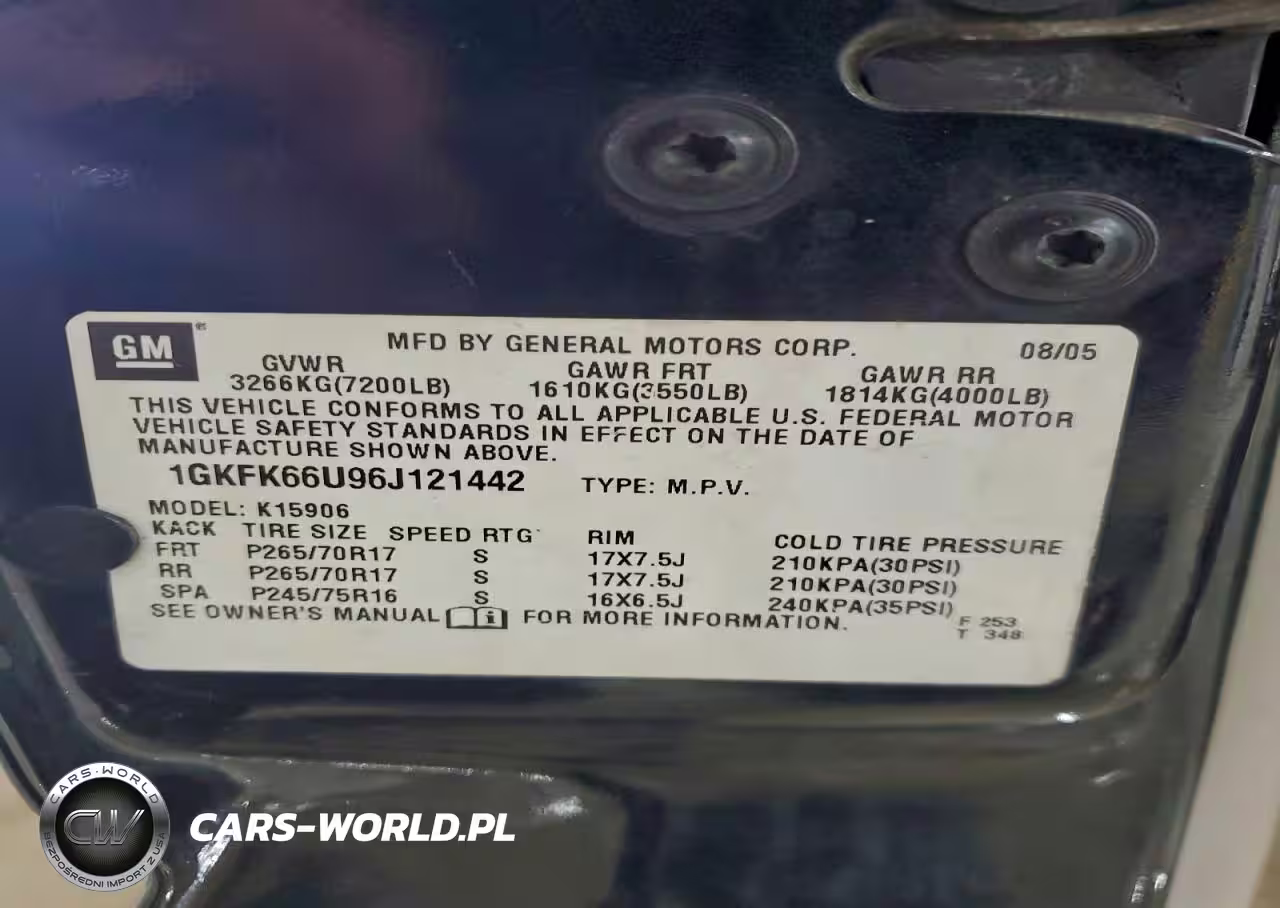 GM
®
MFD BY GENERAL MOTORS CORP.
08/05
GVWR GAWR FRT GAWR RR
3266KG(7200LB) 1610KG(3550LB) 1814KG(4000LB)
THIS VEHICLE CONFORMS TO ALL APPLICABLE U.S. FEDERAL MOTOR
VEHICLE SAFETY STANDARDS IN EFFECT ON THE DATE OF
MANUFACTURE SHOWN ABOVE.
1GKFK66U96J121442 TYPE: M.P.V.
MODEL: K15906
KACK TIRE SIZE SPEED RTG RIM COLD TIRE PRESSURE
FRT P265/70R17 S 17X7.5J 210KPA(30PSI)
RR P265/70R17 S 17X7.5J 210KPA(30PSI)
SPA P245/75R16 S 16X6.5J 240KPA(35PSI)
SEE OWNER'S MANUAL i FOR MORE INFORMATION.
F 253
T 348
CARS-WORLD
CW
BEZPOŚREDNI IMPORT Z USA
CARS-WORLD.PL